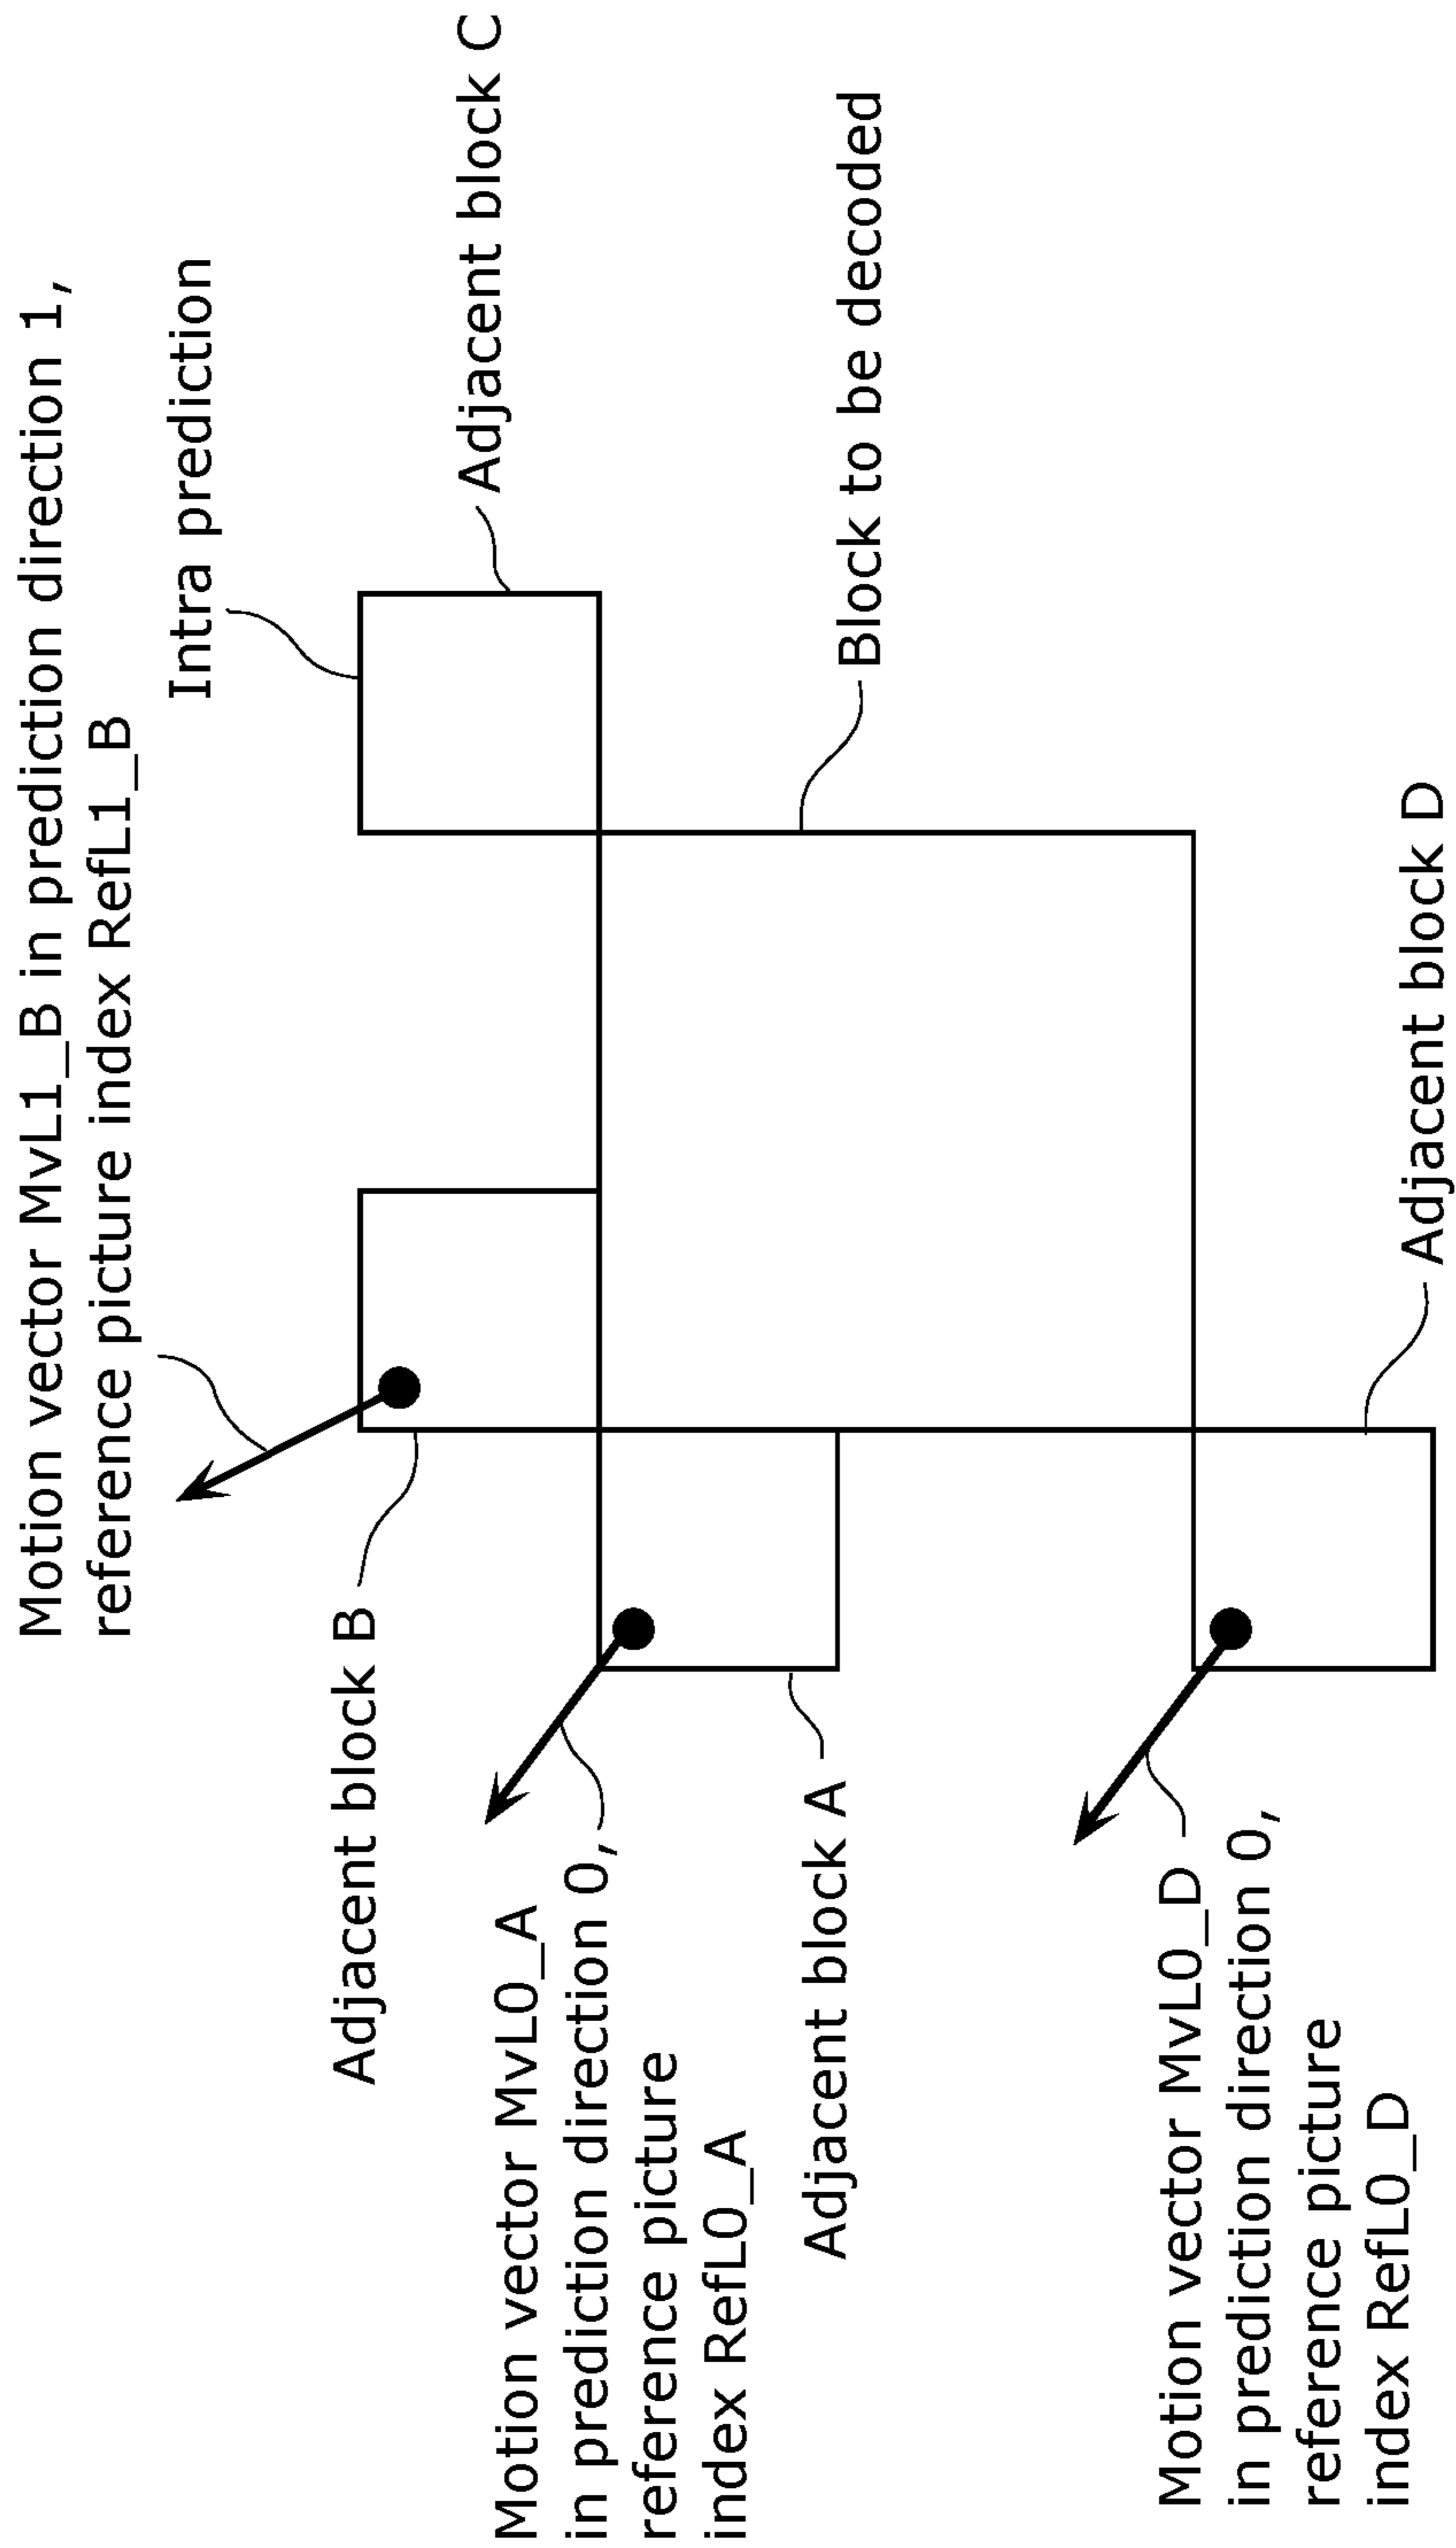 Motion vector MvL1_B in prediction direction 1,
reference picture index RefL1_B
Intra prediction
Adjacent block B
Adjacent block C
Motion vector MvL0_A
in prediction direction 0,
reference picture
index RefL0_A
Adjacent block A
Block to be decoded
Motion vector MvL0_D
in prediction direction 0,
reference picture
index RefL0_D
Adjacent block D